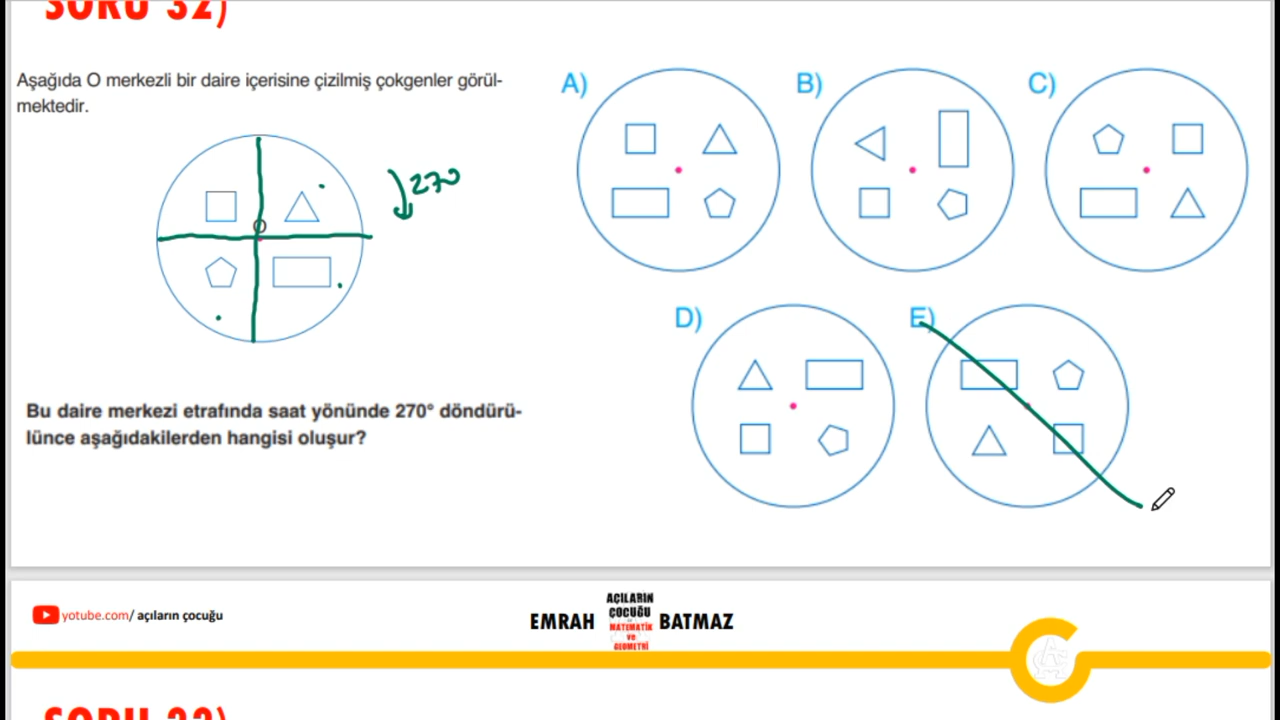 SORU 32)
Aşağıda O merkezli bir daire içerisine çizilmiş çokgenler görül-
mektedir.
O
270
Bu daire merkezi etrafında saat yönünde 270° döndürü-
lünce aşağıdakilerden hangisi oluşur?
A)
B)
C)
D)
E)
yotube.com/ açıların çocuğu
EMRAH
AÇILARIN
ÇOCUĞU
MATEMATİK
ve
GEOMETRİ
BATMAZ
SORU 33)